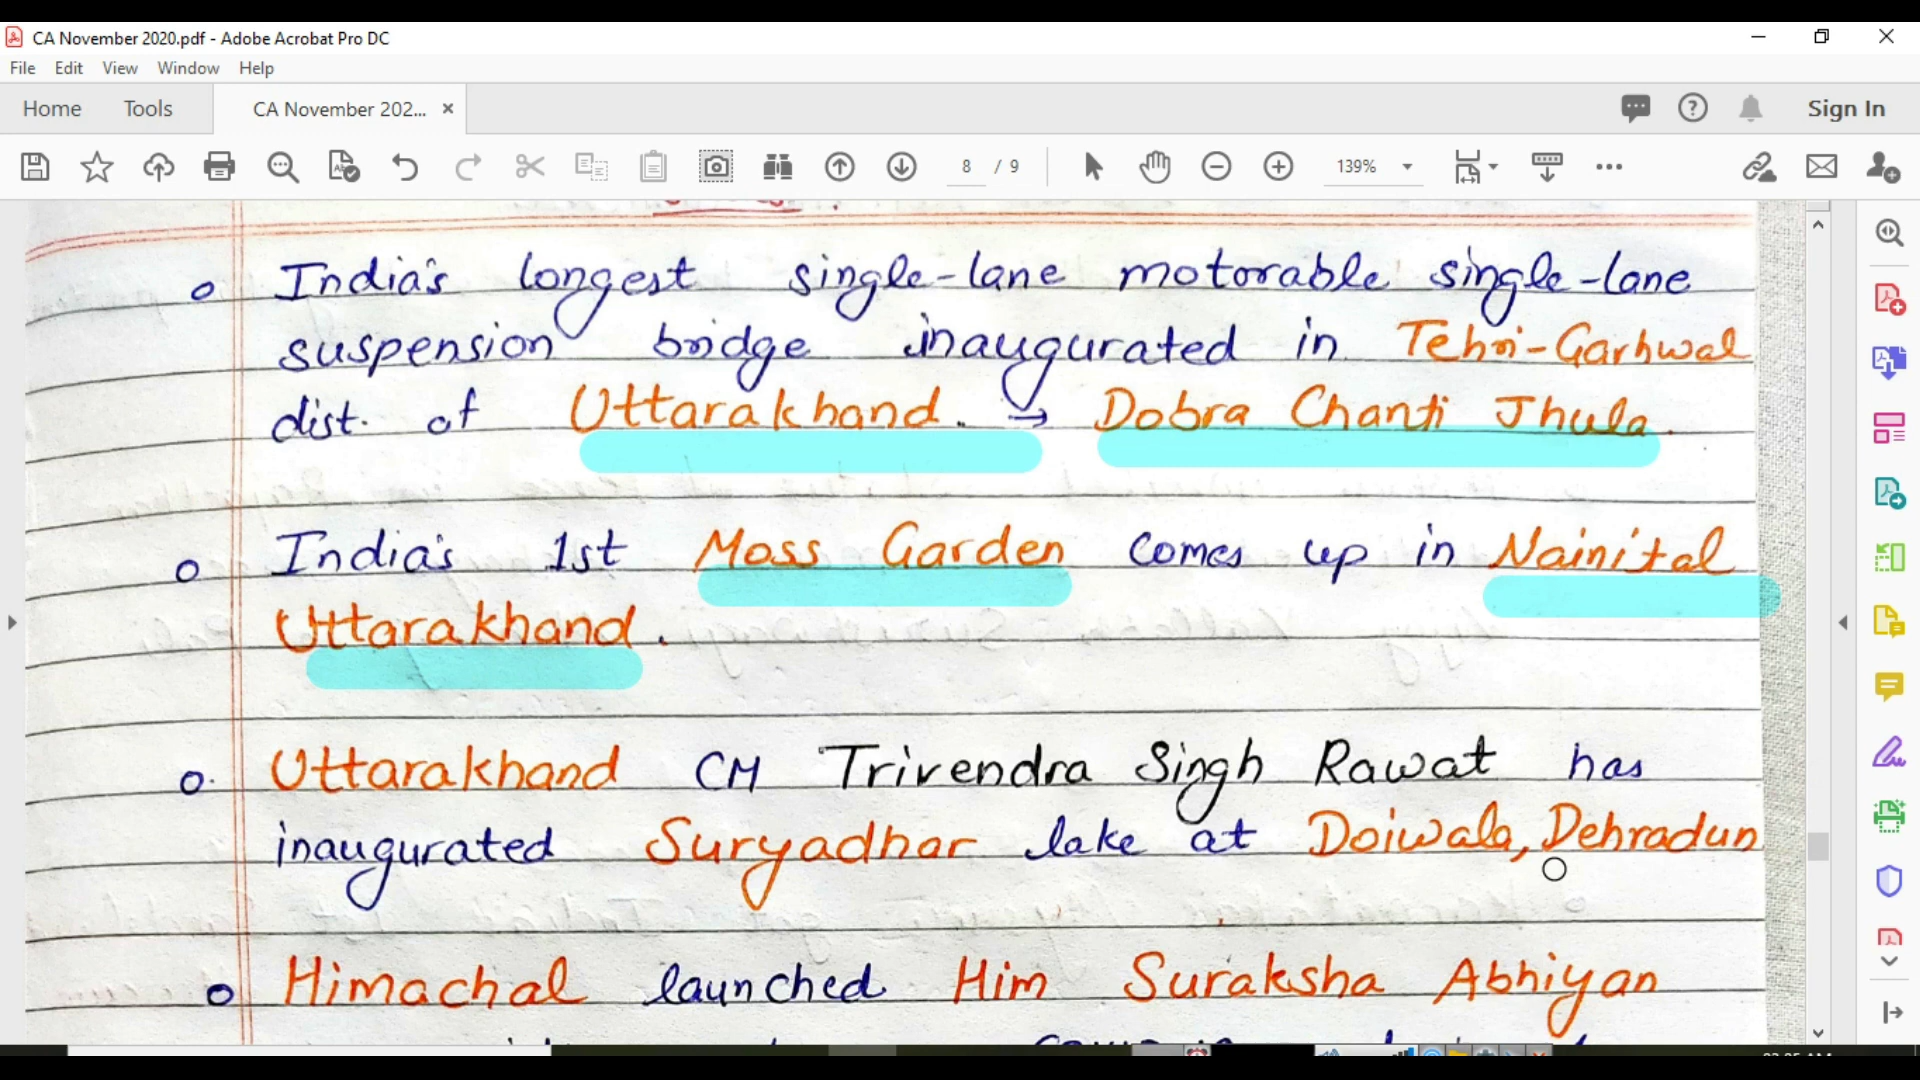 CA November 2020.pdf - Adobe Acrobat Pro DC
File Edit View Window Help
Home Tools CA November 202... × Sign In
8 / 9 139%
India's longest single-lane motorable single-lane
suspension bridge inaugurated in Tehri-Garhwal
dist. of Uttarakhand. → Dobra Chanti Jhula.
India's 1st Moss Garden comes up in Nainital
Uttarakhand.
Uttarakhand CM Trivendra Singh Rawat has
inaugurated Suryadhar lake at Doiwala, Dehradun
Himachal launched Him Suraksha Abhiyan